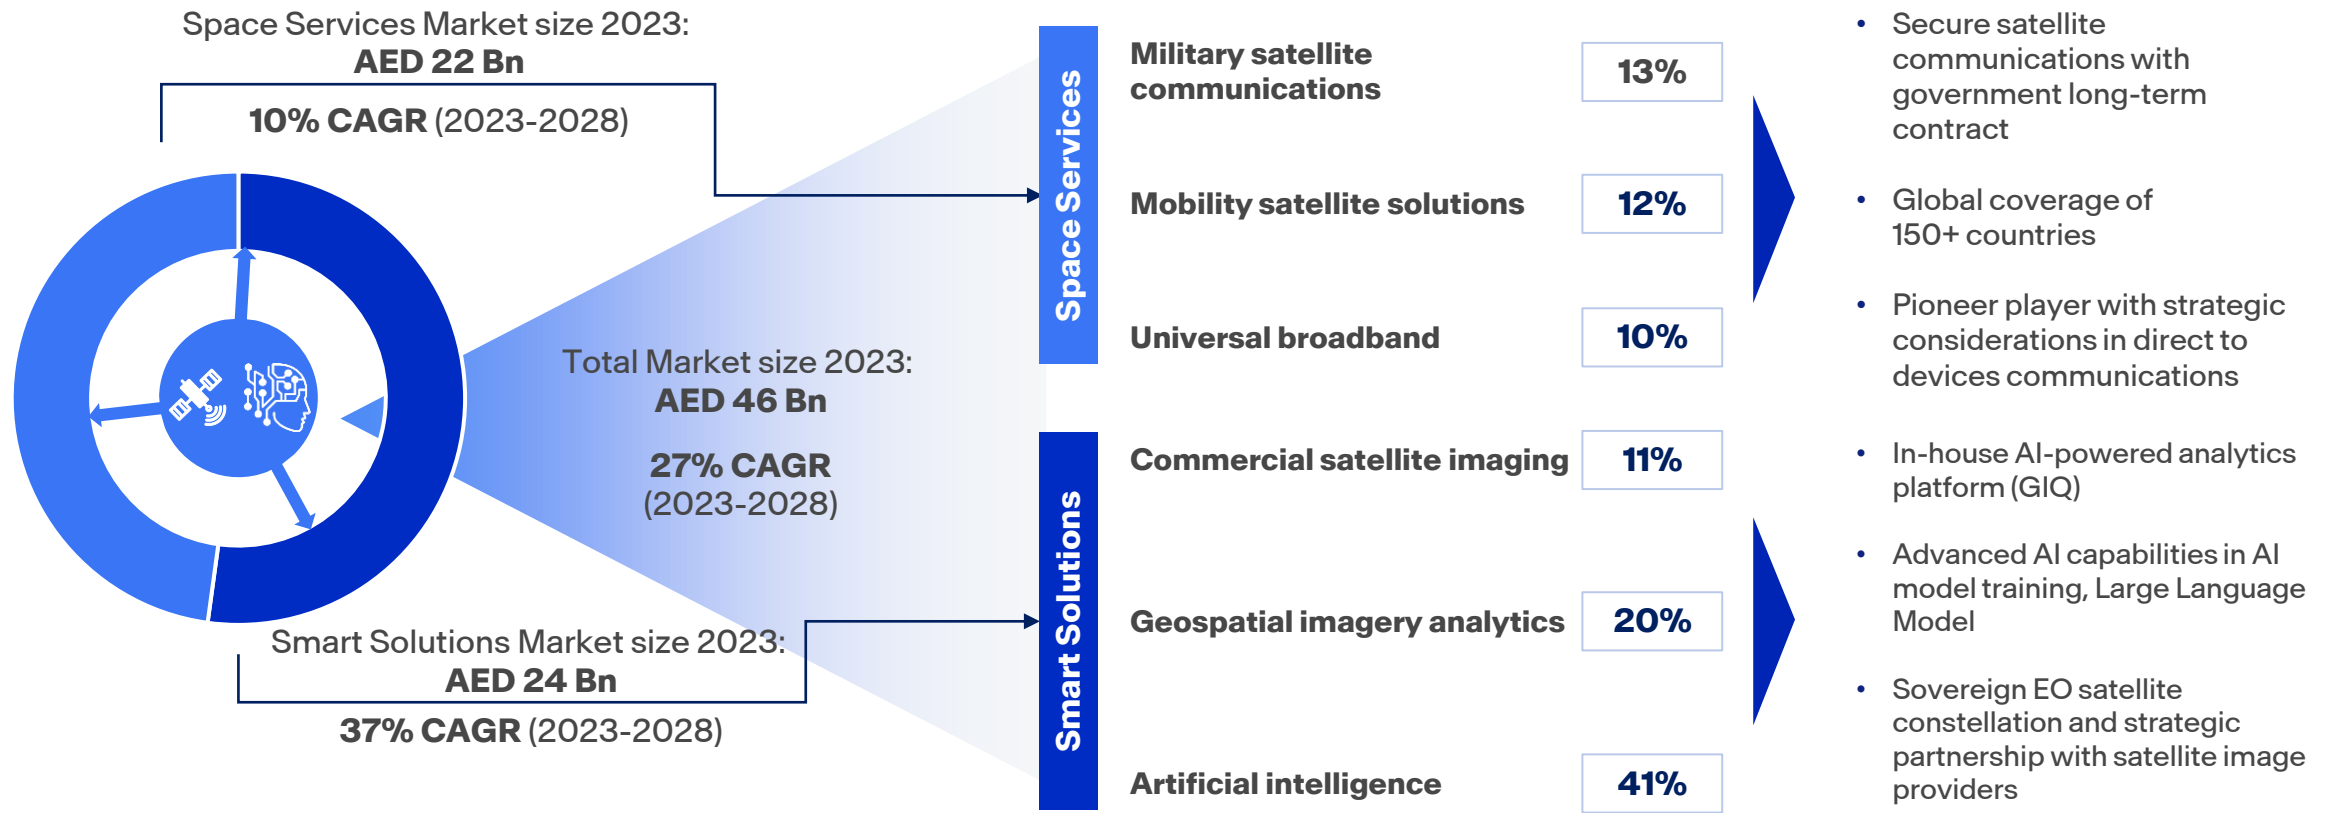 Space Services Market size 2023:
AED 22 Bn
10% CAGR (2023-2028)
Total Market size 2023:
AED 46 Bn
27% CAGR
(2023-2028)
Smart Solutions Market size 2023:
AED 24 Bn
37% CAGR (2023-2028)
Space Services
Military satellite
communications
13%
Mobility satellite solutions
12%
Universal broadband
10%
Smart Solutions
Commercial satellite imaging
11%
Geospatial imagery analytics
20%
Artificial intelligence
41%
• Secure satellite
communications with
government long-term
contract
• Global coverage of
150+ countries
• Pioneer player with strategic
considerations in direct to
devices communications
• In-house AI-powered analytics
platform (GIQ)
• Advanced AI capabilities in AI
model training, Large Language
Model
• Sovereign EO satellite
constellation and strategic
partnership with satellite image
providers